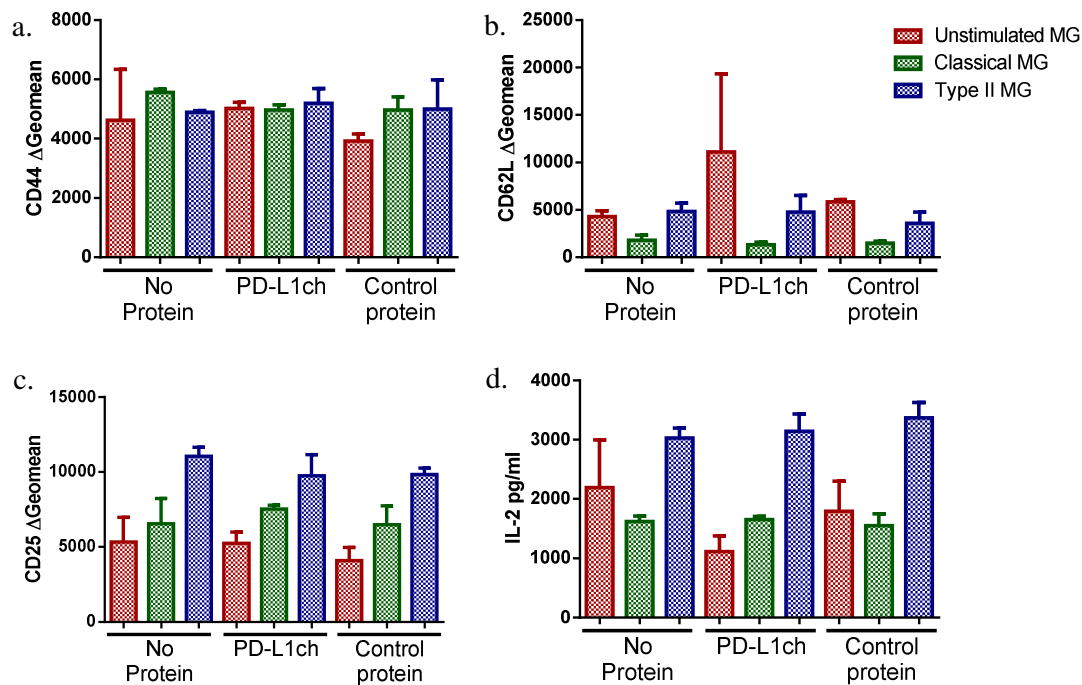 a.
CD44 ΔGeomean
8000
6000
4000
2000
0
No
Protein
PD-L1ch
Control
protein
b.
CD62L ΔGeomean
25000
20000
15000
10000
5000
0
No
Protein
PD-L1ch
Control
protein
Unstimulated MG
Classical MG
Type II MG
c.
CD25 ΔGeomean
15000
10000
5000
0
No
Protein
PD-L1ch
Control
protein
d.
IL-2 pg/ml
4000
3000
2000
1000
0
No
Protein
PD-L1ch
Control
protein